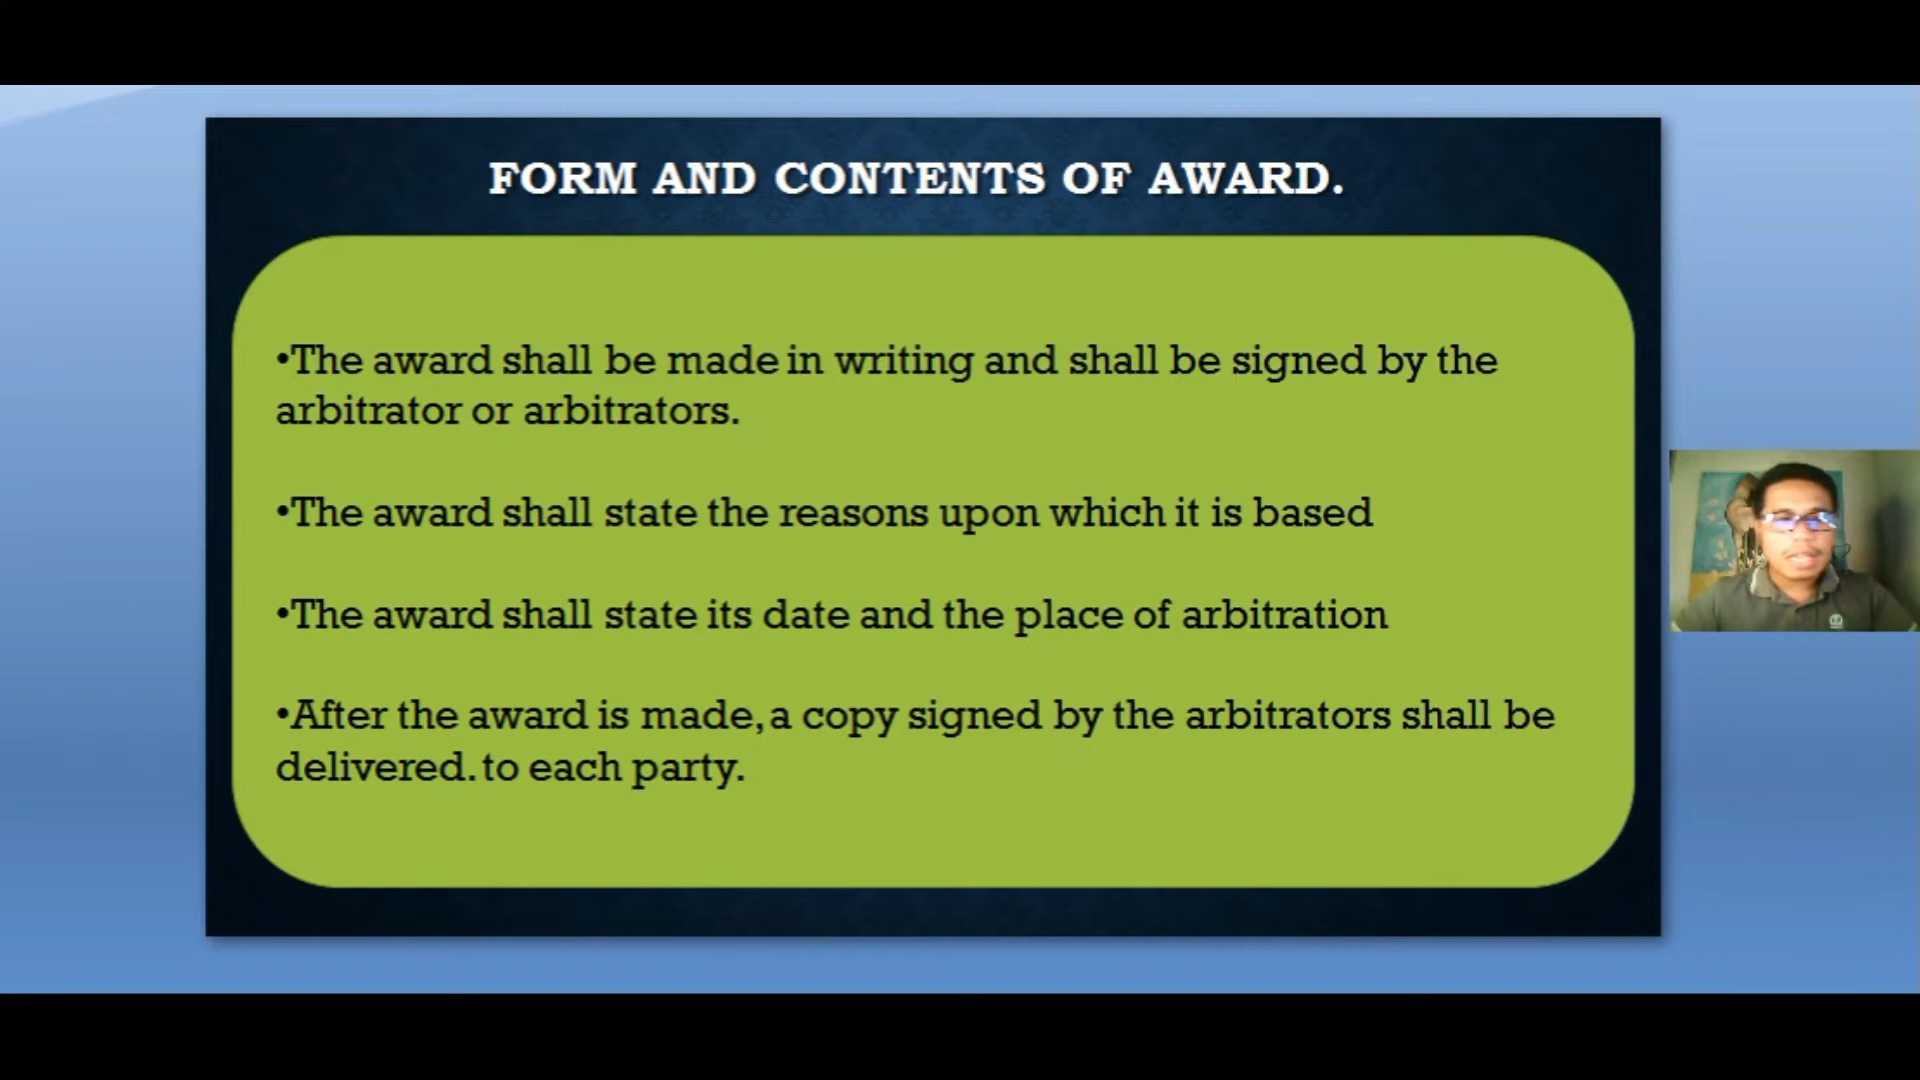 FORM AND CONTENTS OF AWARD.
•The award shall be made in writing and shall be signed by the
arbitrator or arbitrators.
•The award shall state the reasons upon which it is based
•The award shall state its date and the place of arbitration
•After the award is made, a copy signed by the arbitrators shall be
delivered. to each party.